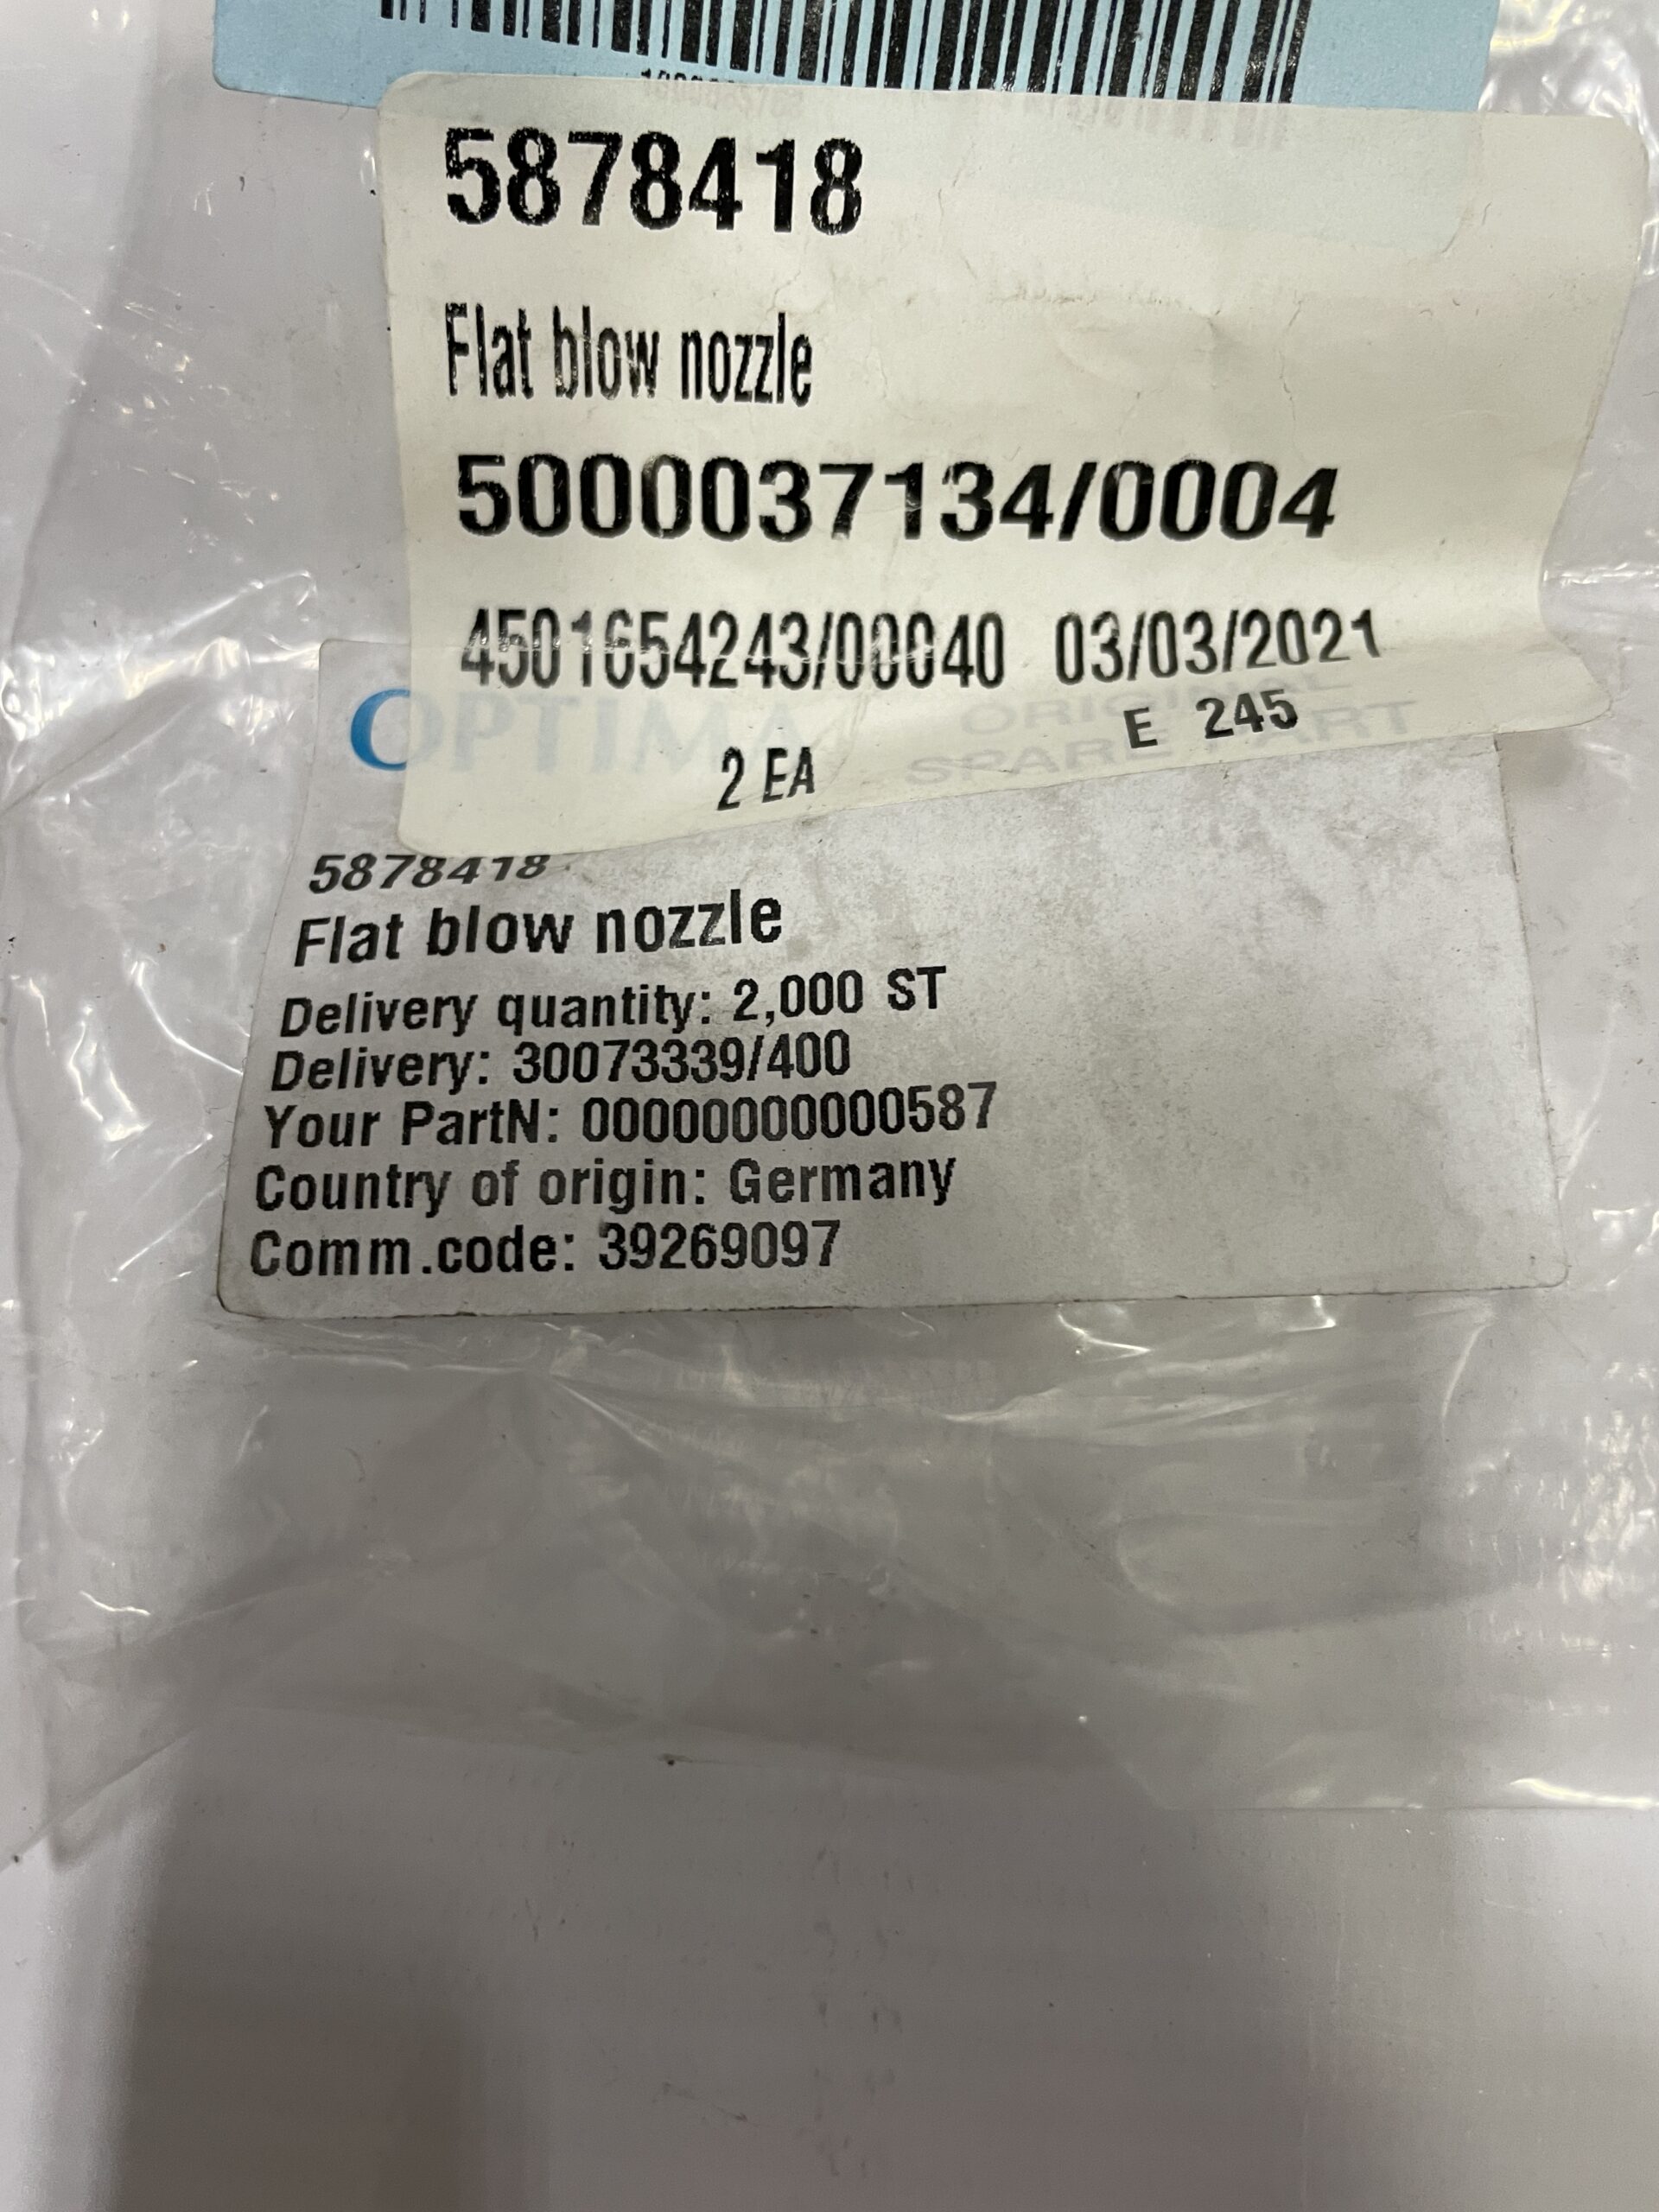 5878418
Flat blow nozzle
5000037134/0004
4501654243/00040 03/03/2021
E 245
2 EA
OPTIMA
ORIGINAL
SPARE PART
5878418
Flat blow nozzle
Delivery quantity: 2,000 ST
Delivery: 30073339/400
Your PartN: 00000000000587
Country of origin: Germany
Comm.code: 39269097